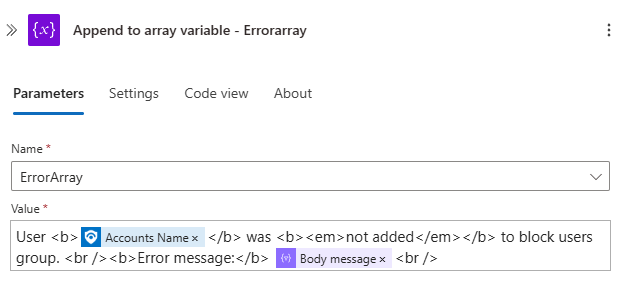 {x} Append to array variable - Errorarray
Parameters Settings Code view About
Name *
ErrorArray
Value *
User <b> Accounts Name × </b> was <b><em>not added</em></b> to block users
group. <br /><b>Error message:</b> {v} Body message × <br />